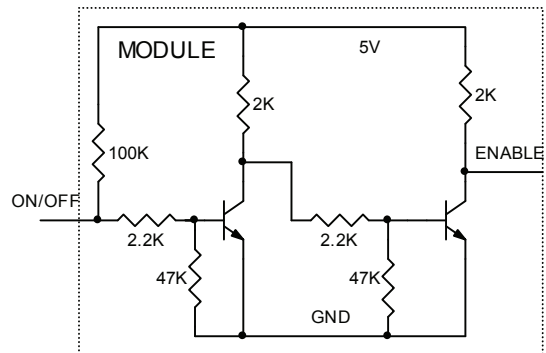 MODULE
5V
2K
2K
100K
ENABLE
ON/OFF
2.2K
2.2K
47K
47K
GND